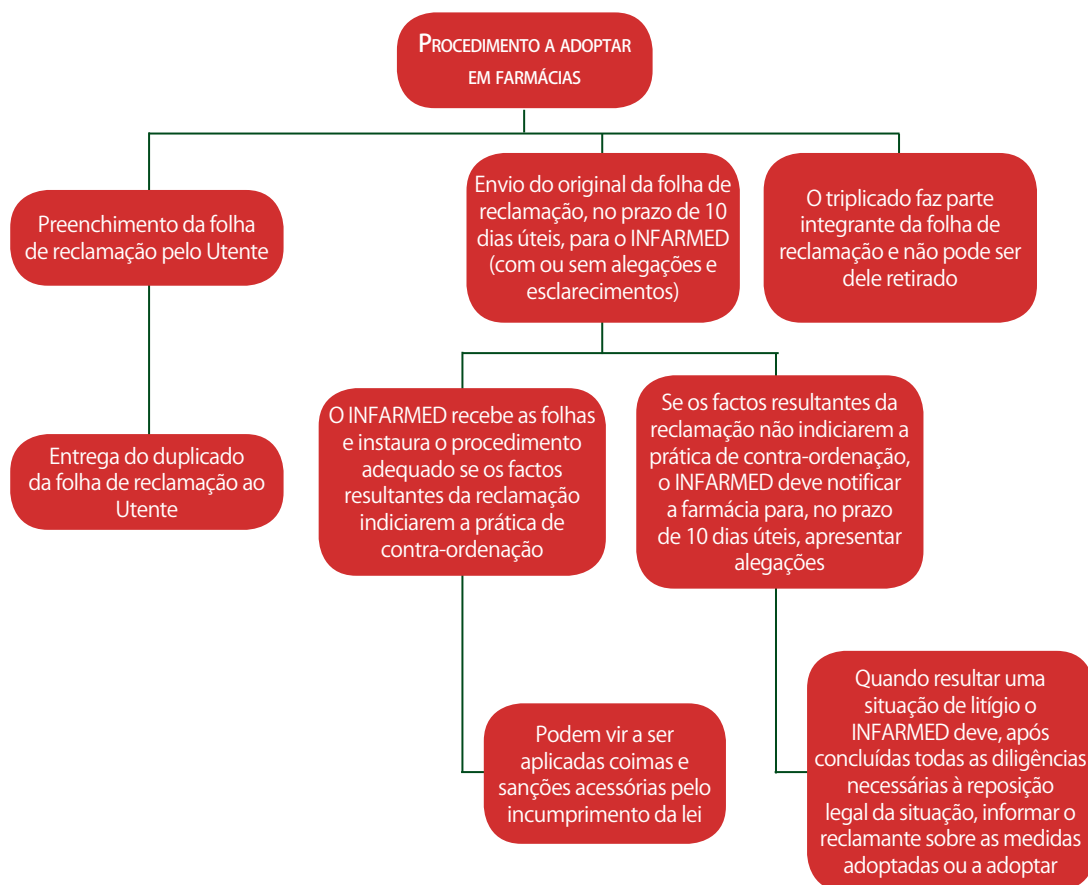 PROCEDIMENTO A ADOPTAR
EM FARMÁCIAS
Preenchimento da folha
de reclamação pelo Utente
Envio do original da folha de
reclamação, no prazo de 10
dias úteis, para o INFARMED
(com ou sem alegações e
esclarecimentos)
O triplicado faz parte
integrante da folha de
reclamação e não pode ser
dele retirado
Entrega do duplicado
da folha de reclamação ao
Utente
O INFARMED recebe as folhas
e instaura o procedimento
adequado se os factos
resultantes da reclamação
indiciarem a prática de
contra-ordenação
Se os factos resultantes da
reclamação não indiciarem a
prática de contra-ordenação,
o INFARMED deve notificar
a farmácia para, no prazo
de 10 dias úteis, apresentar
alegações
Podem vir a ser
aplicadas coimas e
sanções acessórias pelo
incumprimento da lei
Quando resultar uma
situação de litígio o
INFARMED deve, após
concluídas todas as diligências
necessárias à reposição
legal da situação, informar o
reclamante sobre as medidas
adoptadas ou a adoptar